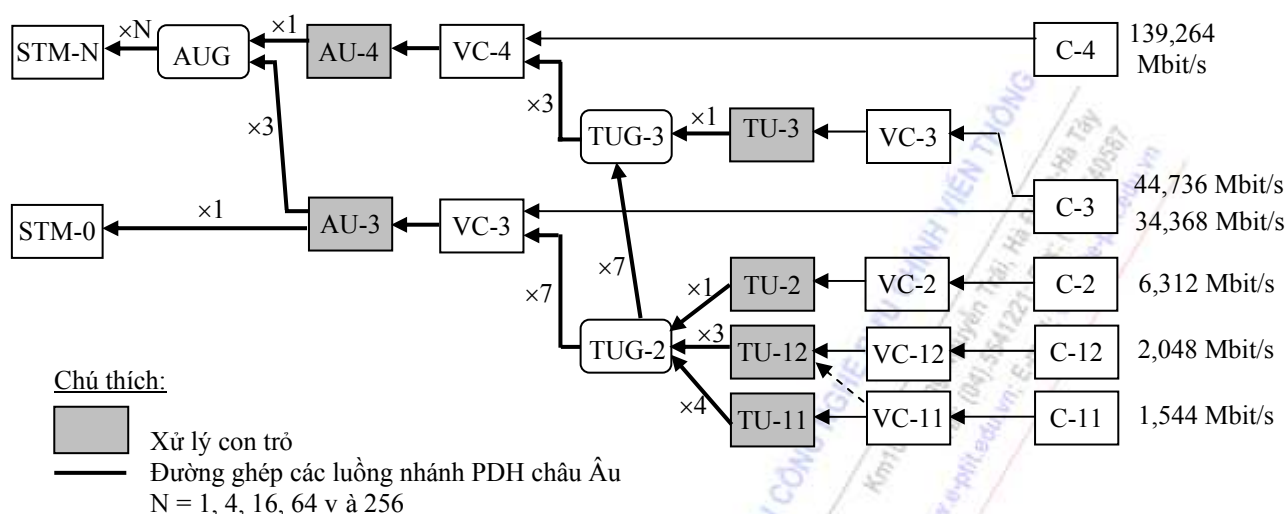 ×N
×1
STM-N
AUG
AU-4
VC-4
C-4
139,264
Mbit/s
×3
×3
×1
TUG-3
TU-3
VC-3
44,736 Mbit/s
C-3
34,368 Mbit/s
×1
STM-0
AU-3
VC-3
×7
×7
×1
TU-2
VC-2
C-2
6,312 Mbit/s
TUG-2
×3
TU-12
VC-12
C-12
2,048 Mbit/s
×4
TU-11
VC-11
C-11
1,544 Mbit/s
Chú thích:
Xử lý con trỏ
Đường ghép các luồng nhánh PDH châu Âu
N = 1, 4, 16, 64 v à 256